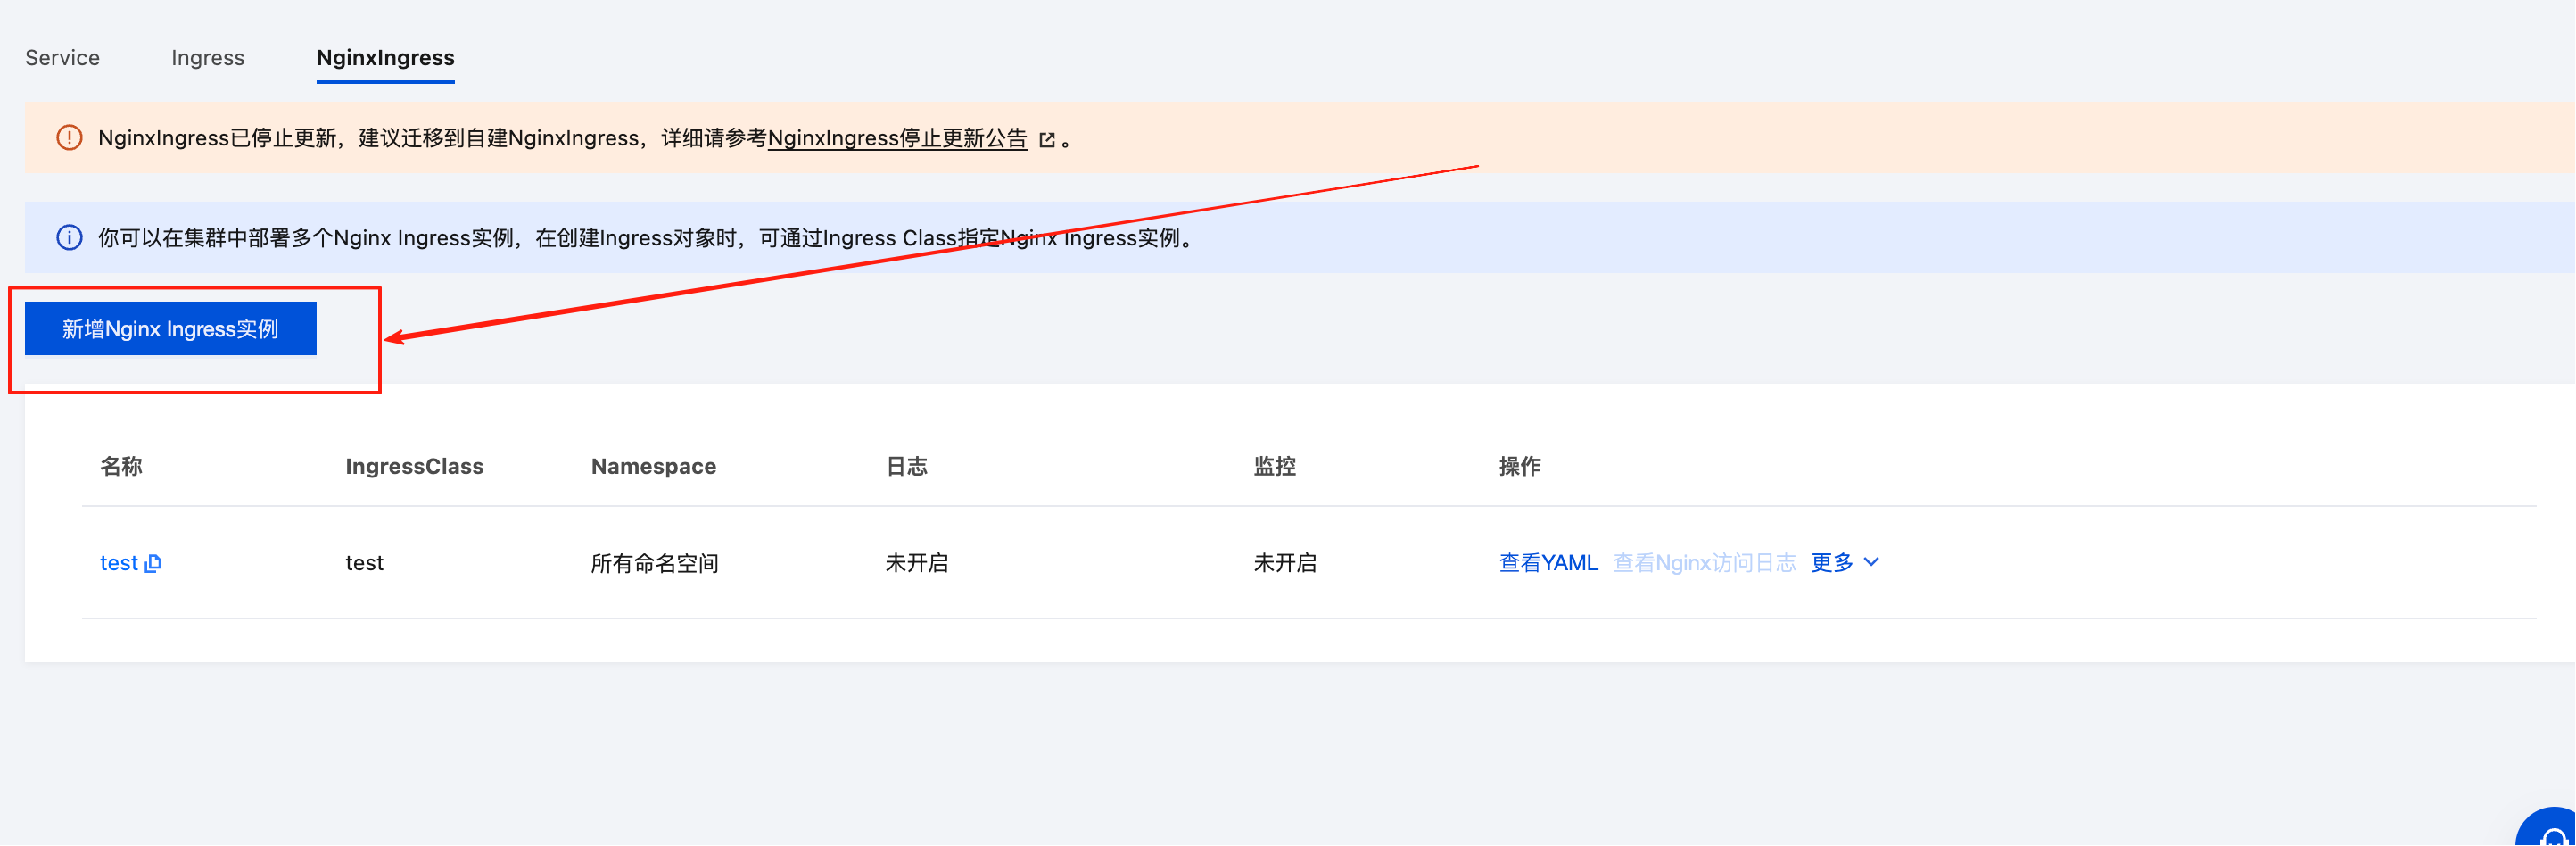 Service Ingress NginxIngress
NginxIngress已停止更新，建议迁移到自建NginxIngress，详细请参考NginxIngress停止更新公告 。
你可以在集群中部署多个Nginx Ingress实例，在创建Ingress对象时，可通过Ingress Class指定Nginx Ingress实例。
新增Nginx Ingress实例
名称 IngressClass Namespace 日志 监控 操作
test test 所有命名空间 未开启 未开启 查看YAML 查看Nginx访问日志 更多